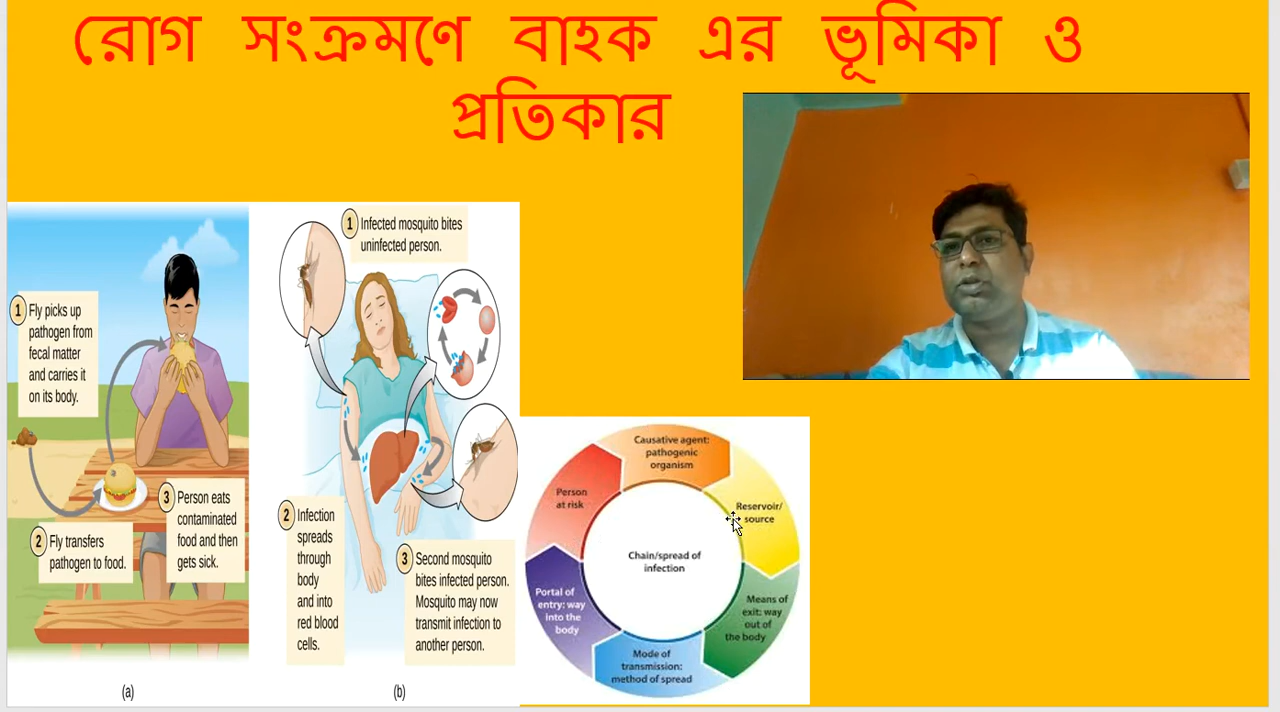 রোগ সংক্রমণে বাহক এর ভূমিকা ও
প্রতিকার
1 Fly picks up
pathogen from
fecal matter
and carries it
on its body.
2 Fly transfers
pathogen to food.
3 Person eats
contaminated
food and then
gets sick.
(a)
1 Infected mosquito bites
uninfected person.
2 Infection
spreads
through
body
and into
red blood
cells.
3 Second mosquito
bites infected person.
Mosquito may now
transmit infection to
another person.
(b)
Causative agent:
pathogenic
organism
Reservoir/
source
Means of
exit: way
out of
the body
Mode of
transmission:
method of spread
Portal of
entry: way
into the
body
Person
at risk
Chain/spread of
infection